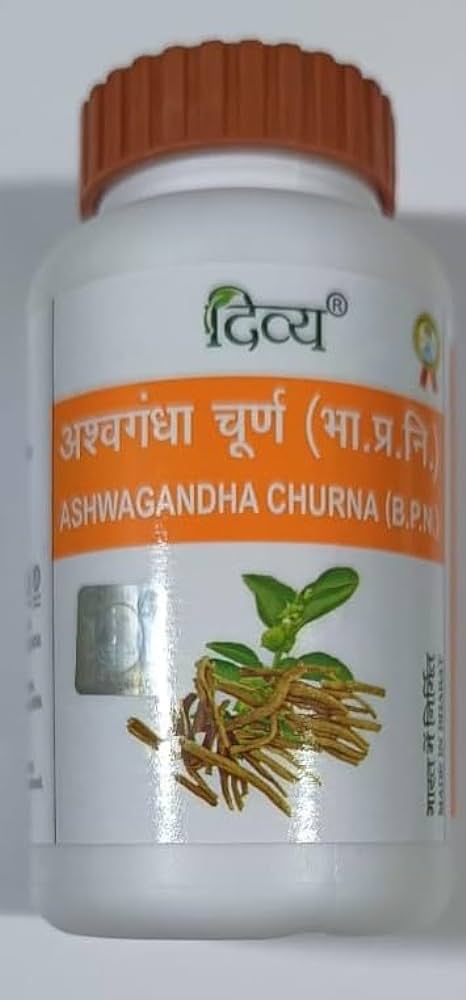 दिव्य®
अश्वगंधा चूर्ण (भा.प्र.नि.)
ASHWAGANDHA CHURNA (B.P.N.)
भारत में निर्मित
MADE IN BHARAT